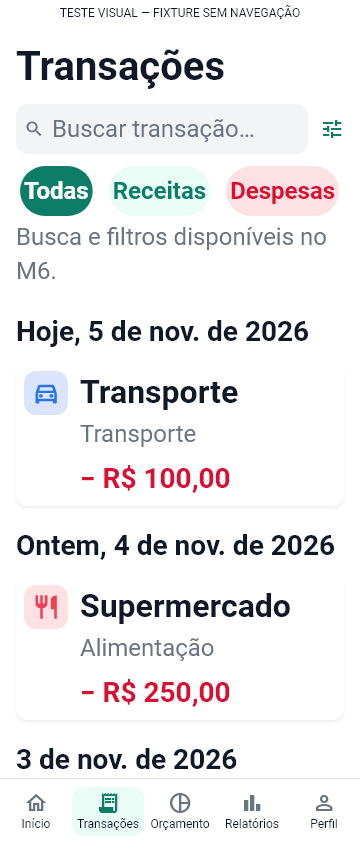 TESTE VISUAL — FIXTURE SEM NAVEGAÇÃO
Transações
Buscar transação...
Todas Receitas Despesas
Busca e filtros disponíveis no
M6.
Hoje, 5 de nov. de 2026
Transporte
Transporte
− R$ 100,00
Ontem, 4 de nov. de 2026
Supermercado
Alimentação
− R$ 250,00
3 de nov. de 2026
Início Transações Orçamento Relatórios Perfil